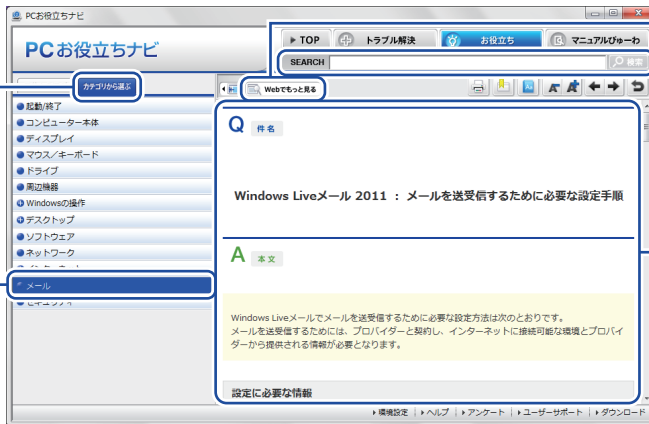 PCお役立ちナビ
PCお役立ちナビ
TOP
トラブル解決
お役立ち
マニュアルびゅーわ
SEARCH
検索
カテゴリから選ぶ
Webでもっと見る
起動/終了
コンピューター本体
ディスプレイ
マウス/キーボード
ドライブ
周辺機器
Windowsの操作
デスクトップ
ソフトウェア
ネットワーク
メール
セキュリティ
Q 件名
Windows Liveメール 2011 : メールを送受信するために必要な設定手順
A 本文
Windows Liveメールでメールを送受信するために必要な設定方法は次のとおりです。
メールを送受信するためには、プロバイダーと契約し、インターネットに接続可能な環境とプロバイ
ダーから提供される情報が必要となります。
設定に必要な情報
環境設定
ヘルプ
アンケート
ユーザーサポート
ダウンロード